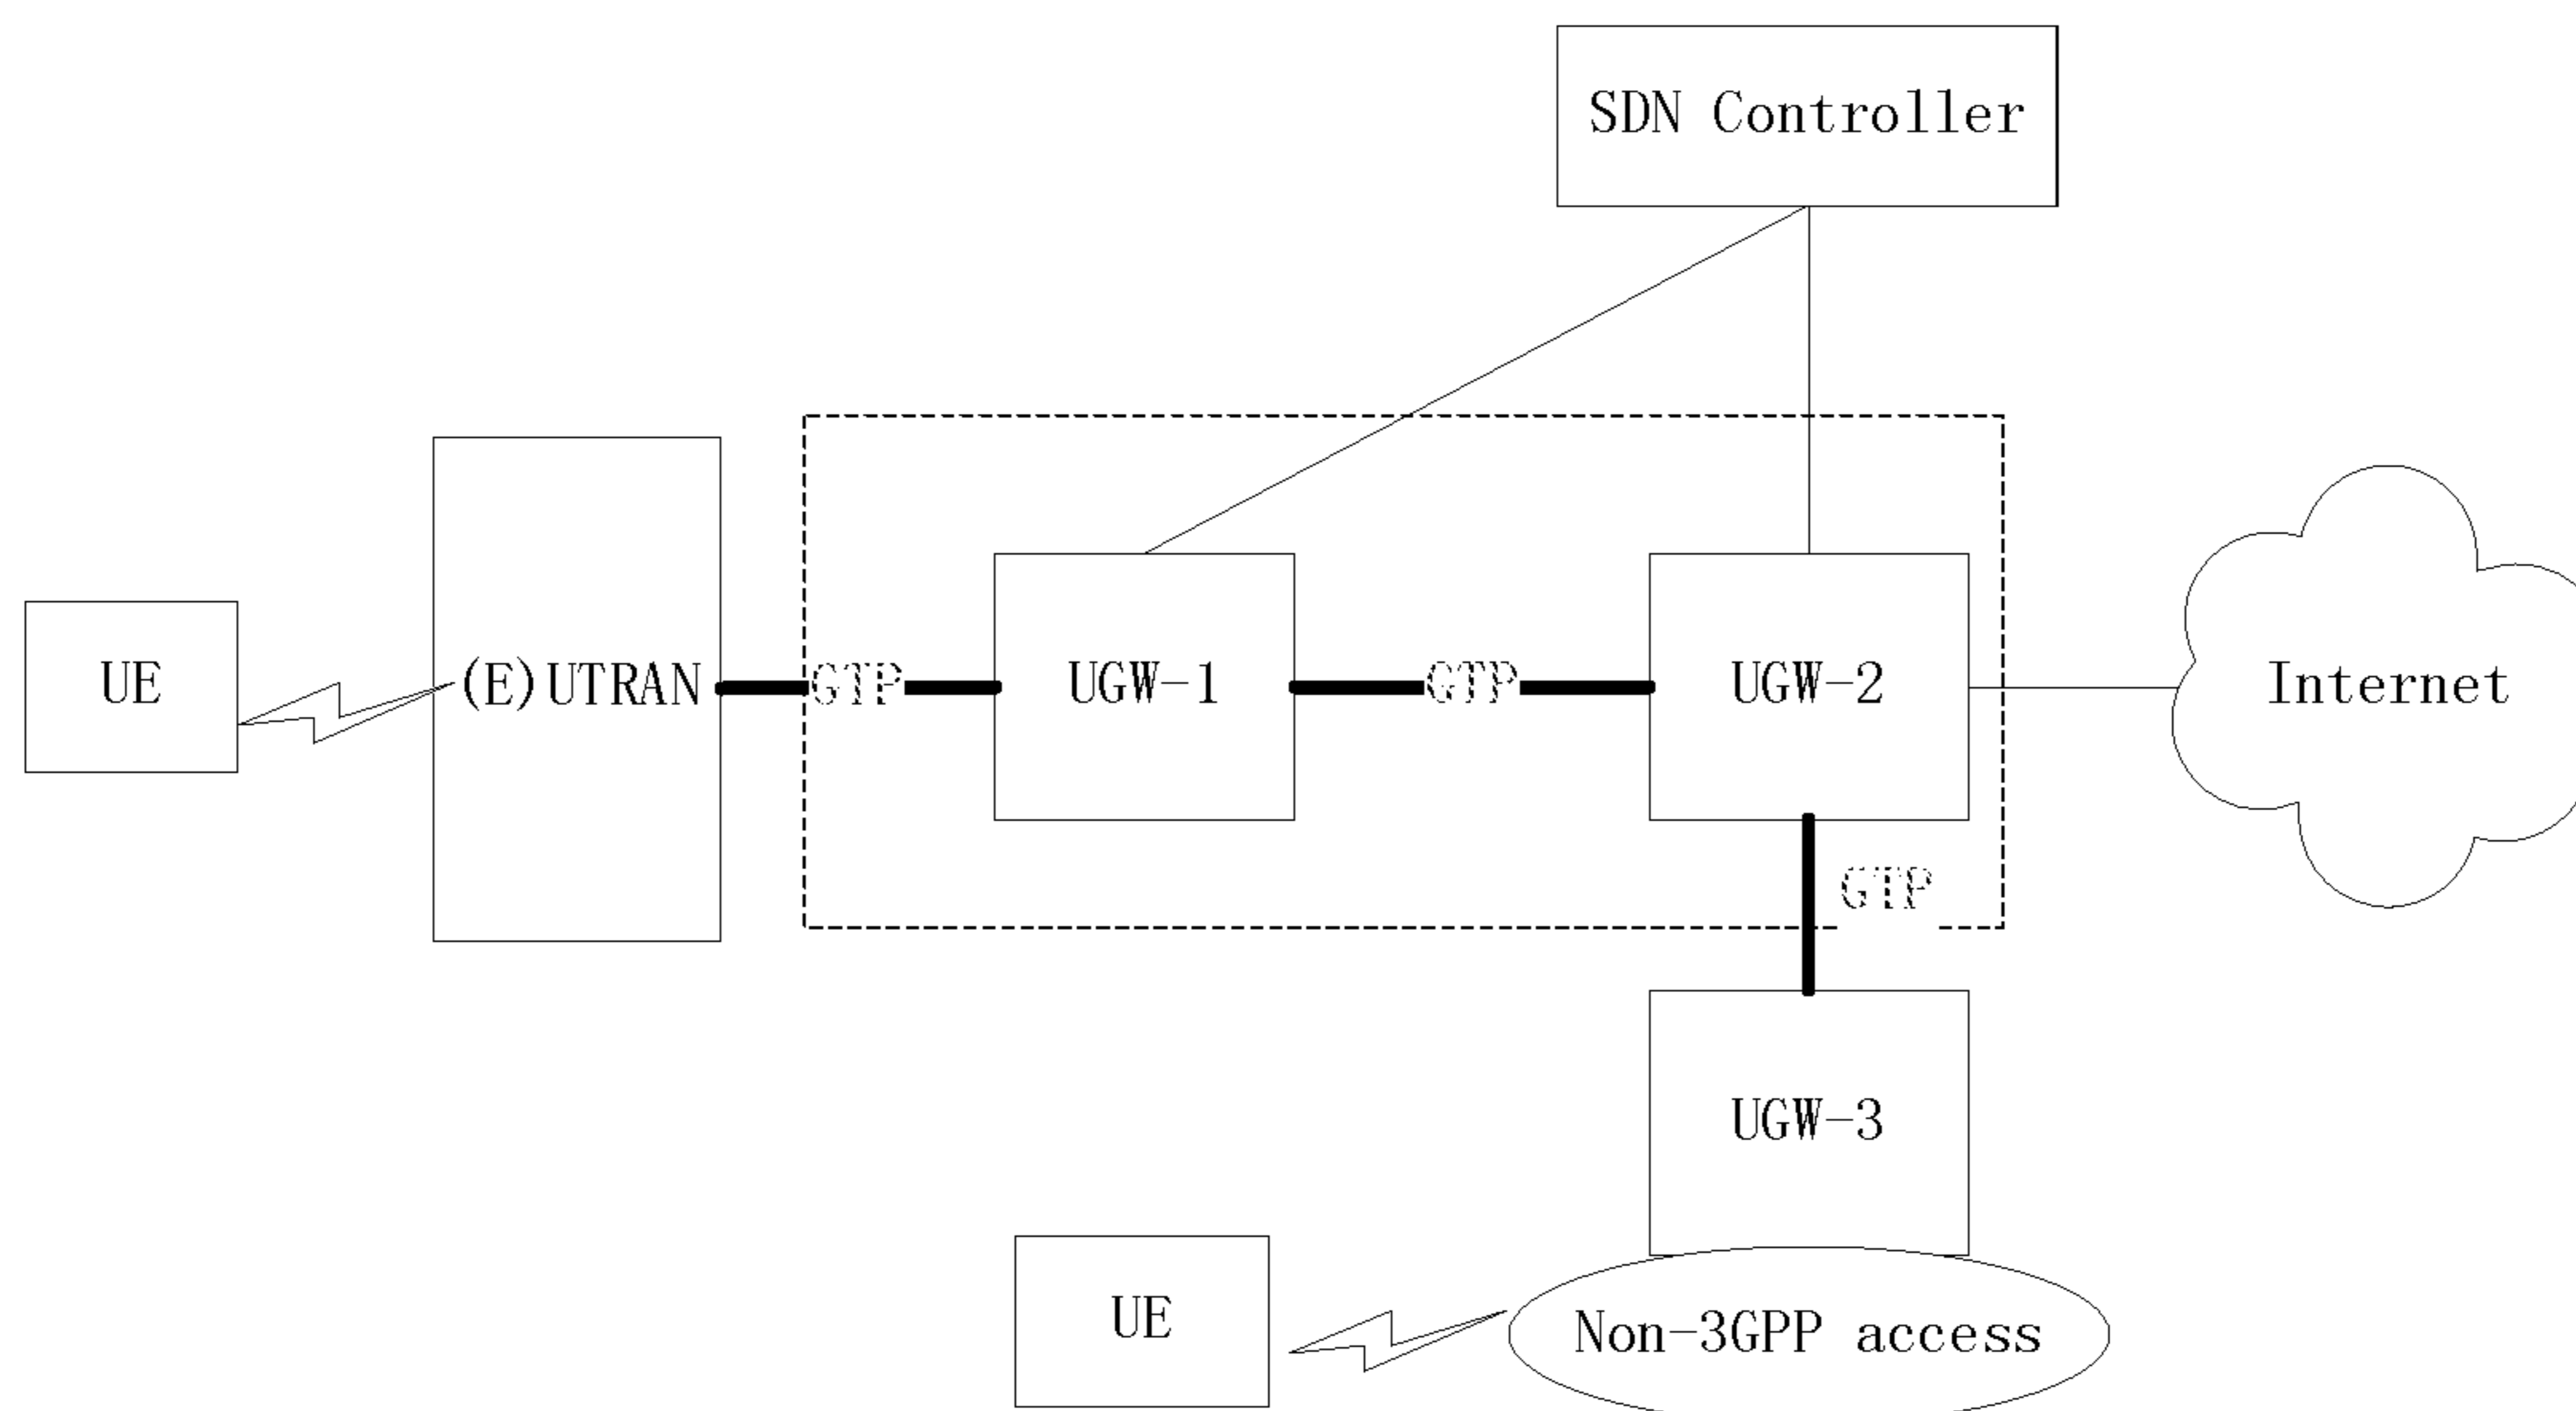 SDN Controller
UE
(E)UTRAN
GTP
UGW-1
GTP
UGW-2
Internet
GTP
UGW-3
UE
Non-3GPP access